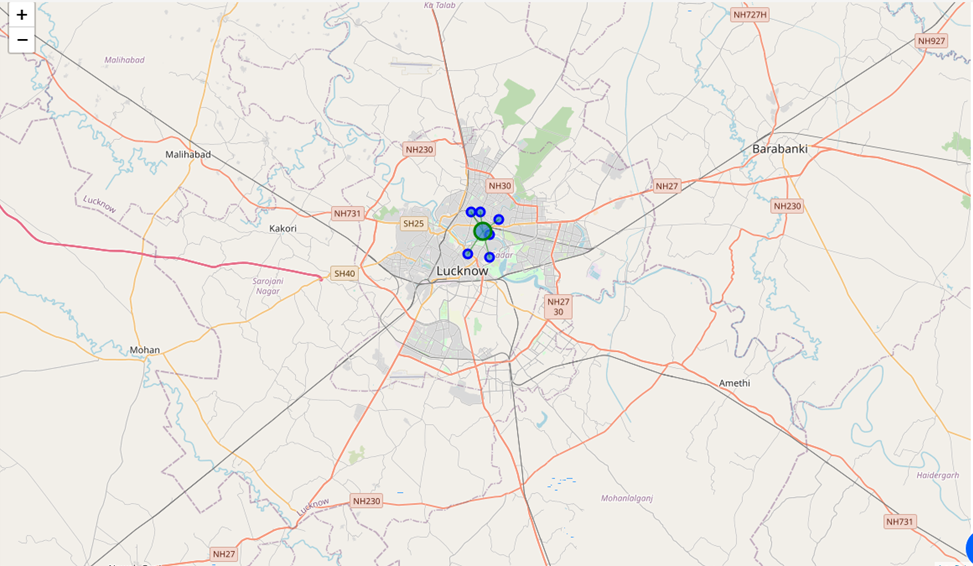 +
Ka Talab
NH727H
NH927
−
Malihabad
NH230
Malihabad
Barabanki
NH30
NH27
Lucknow
NH731
NH230
SH25
Kakori
adar
Lucknow
SH40
Sarojani
Nagar
NH27
30
Mohan
Amethi
Haidergarh
Mohanlalganj
NH230
Lucknow
NH731
NH27